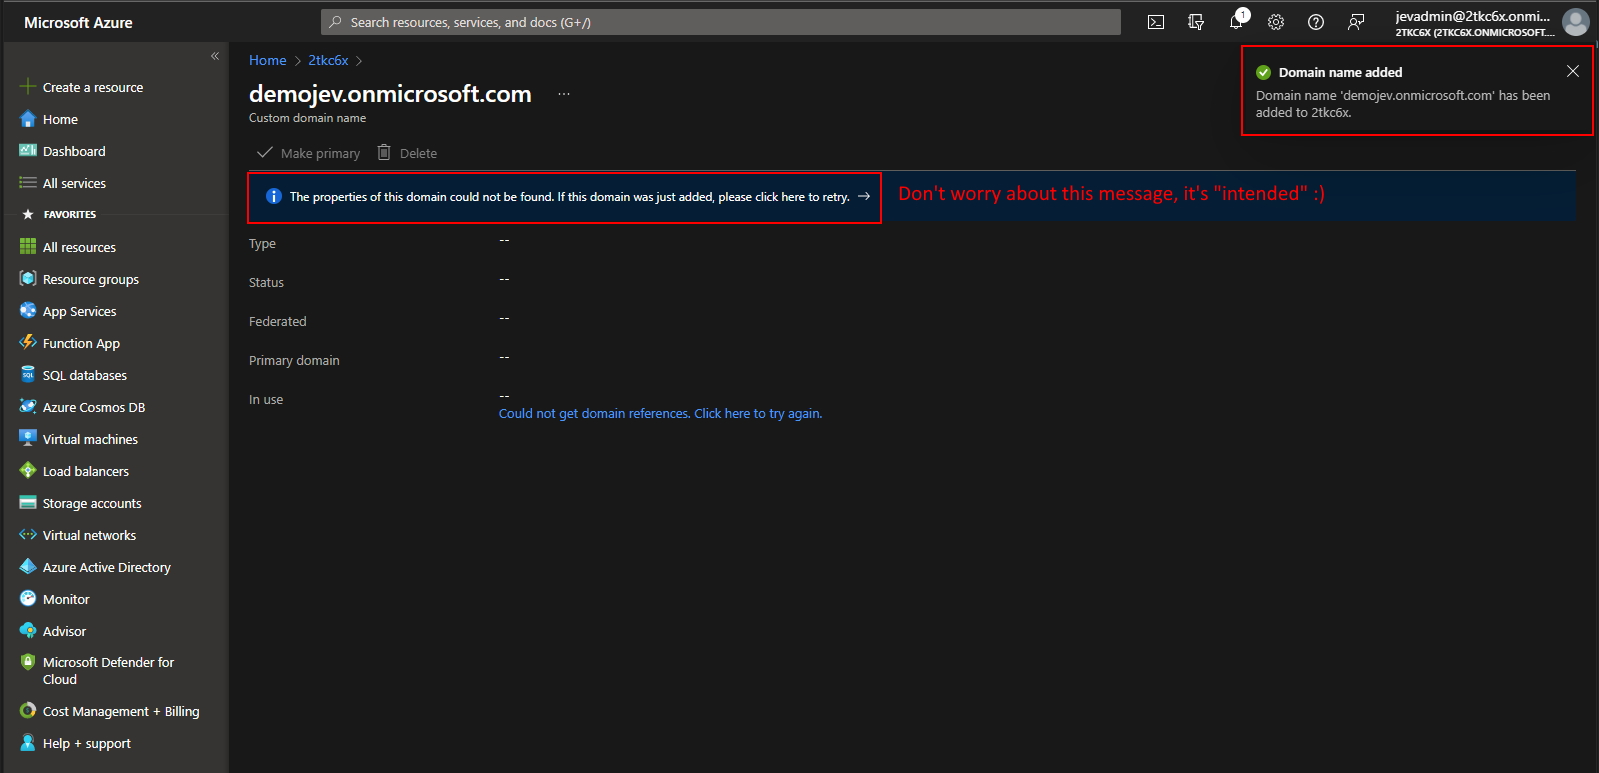 Microsoft Azure
Search resources, services, and docs (G+/)
1
jevadmin@2tkc6x.onmi...
2TKC6X (2TKC6X.ONMICROSOFT....
«
Create a resource
Home
Dashboard
All services
FAVORITES
All resources
Resource groups
App Services
Function App
SQL
SQL databases
Azure Cosmos DB
Virtual machines
Load balancers
Storage accounts
Virtual networks
Azure Active Directory
Monitor
Advisor
Microsoft Defender for
Cloud
Cost Management + Billing
Help + support
Home > 2tkc6x >
demojev.onmicrosoft.com ...
Custom domain name
Make primary Delete
The properties of this domain could not be found. If this domain was just added, please click here to retry. →
Don't worry about this message, it's "intended" :)
Type --
Status --
Federated --
Primary domain --
In use --
Could not get domain references. Click here to try again.
Domain name added
Domain name 'demojev.onmicrosoft.com' has been
added to 2tkc6x.